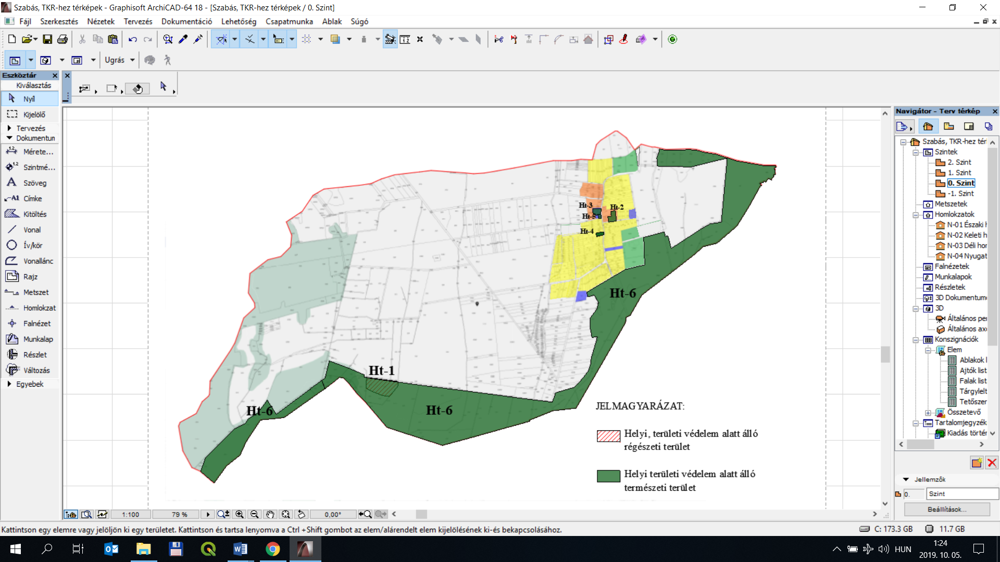 Szabás, TKR-hez térképek - Graphisoft ArchiCAD-64 18 - [Szabás, TKR-hez térképek / 0. Szint]
Fájl Szerkesztés Nézetek Tervezés Dokumentáció Lehetőség Csapatmunka Ablak Súgó
Ugrás
Eszköztár
Kiválasztás
Nyíl
Kijelölő
Tervezés
Dokumentun
Mérete...
Szintmé...
Szöveg
Címke
Kitöltés
Vonal
Ív/kör
Vonallánc
Rajz
Metszet
Homlokzat
Falnézet
Munkalap
Részlet
Változás
Egyebek
Ht-3
Ht-2
Ht-5
Ht-4
Ht-6
Ht-1
Ht-6
Ht-6
JELMAGYARÁZAT:
Helyi, területi védelem alatt álló
régészeti terület
Helyi területi védelem alatt álló
természeti terület
Navigátor - Terv térkép
Szabás, TKR-hez tér
Szintek
2. Szint
1. Szint
0. Szint
-1. Szint
Metszetek
Homlokzatok
N-01 Északi h
N-02 Keleti h
N-03 Déli hor
N-04 Nyugat
Falnézetek
Munkalapok
Részletek
3D Dokumentum
3D
Általános per
Általános axo
Konszignációk
Elem
Ablakok l
Ajtók list
Falak list
Tárgylelt
Tetőszer
Összetevő
Tartalomjegyzék
Kiadás törtér
Jellemzők
0. Szint
Beállítások...
1:100 79 % 0,00°
Kattintson egy elemre vagy jelöljön ki egy területet. Kattintson és tartsa lenyomva a Ctrl +Shift gombot az elem/alárendelt elem kijelölésének ki-és bekapcsolásához.
C: 173.3 GB 11.7 GB
HUN
1:24
2019. 10. 05.